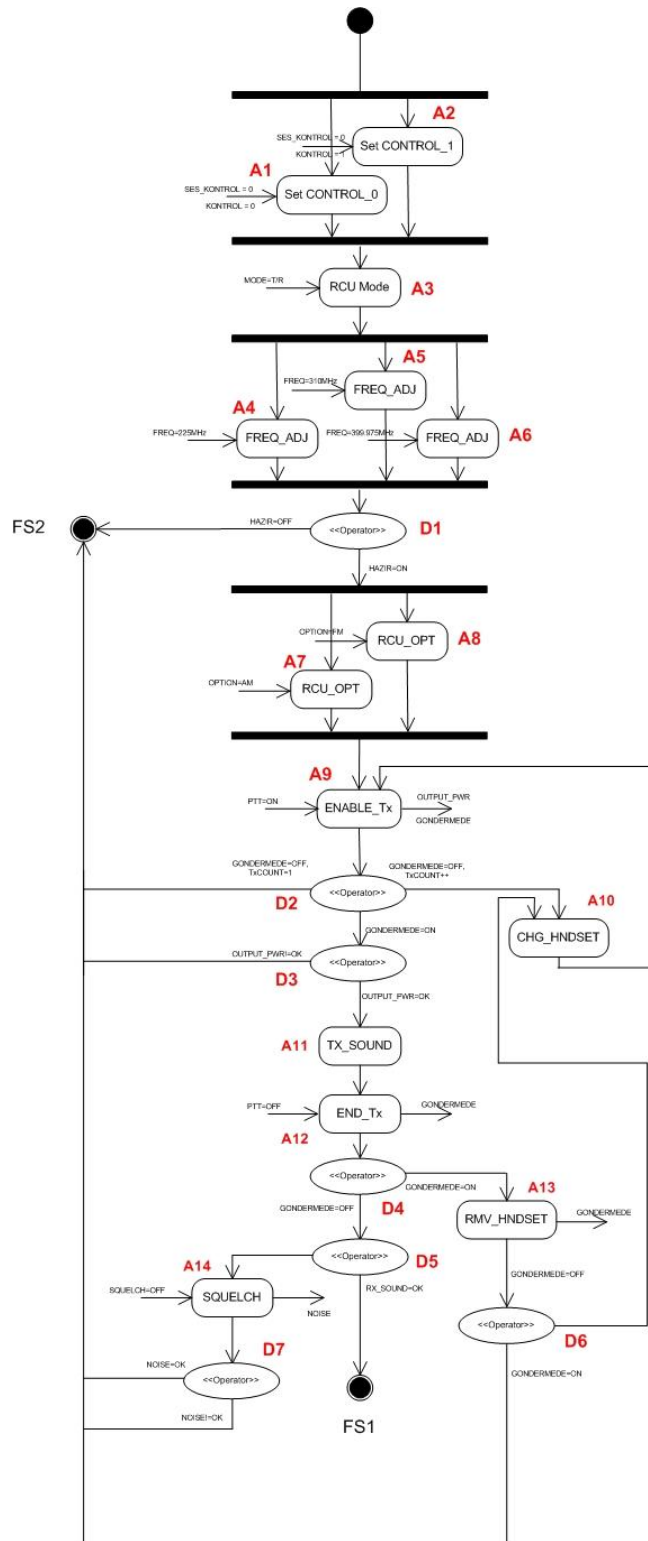 A2
SES_KONTROL = 0
Set CONTROL_1
KONTROL = 1
A1
SES_KONTROL = 0
Set CONTROL_0
KONTROL = 0
MODE=T/R
RCU Mode
A3
A5
FREQ=310MHz
FREQ_ADJ
A4
FREQ=225MHz
FREQ_ADJ
FREQ=399.975MHz
FREQ_ADJ
A6
FS2
HAZIR=OFF
<<Operator>>
D1
HAZIR=ON
OPTION=FM
RCU_OPT
A8
A7
OPTION=AM
RCU_OPT
A9
PTT=ON
ENABLE_Tx
OUTPUT_PWR
GONDERMEDE
GONDERMEDE=OFF,
TxCOUNT=1
GONDERMEDE=OFF,
TxCOUNT++
<<Operator>>
D2
A10
CHG_HNDSET
GONDERMEDE=ON
OUTPUT_PWR!=OK
<<Operator>>
D3
OUTPUT_PWR=OK
A11
TX_SOUND
PTT=OFF
END_Tx
GONDERMEDE
A12
<<Operator>>
GONDERMEDE=ON
D4
A13
RMV_HNDSET
GONDERMEDE
GONDERMEDE=OFF
<<Operator>>
D5
A14
SQUELCH=OFF
SQUELCH
NOISE
RX_SOUND=OK
GONDERMEDE=OFF
<<Operator>>
D6
D7
NOISE=OK
<<Operator>>
GONDERMEDE=ON
NOISE!=OK
FS1